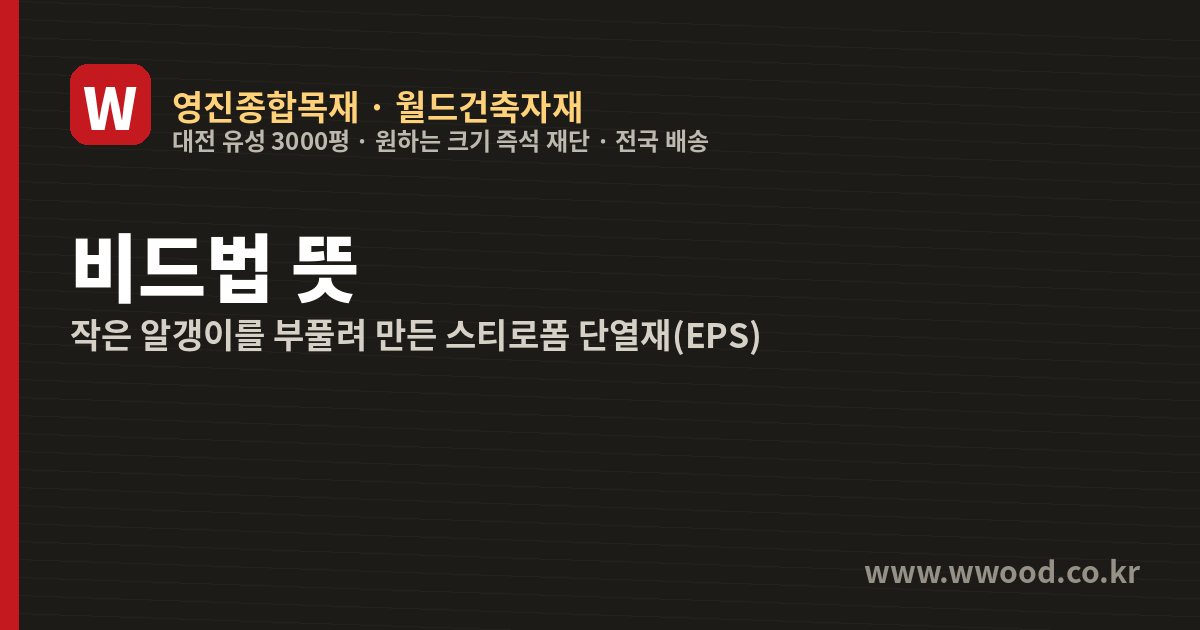 W
영진종합목재 · 월드건축자재
대전 유성 3000평 · 원하는 크기 즉석 재단 · 전국 배송
비드법 뜻
작은 알갱이를 부풀려 만든 스티로폼 단열재(EPS)
www.wwood.co.kr